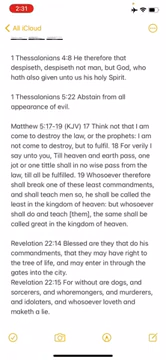 2:31
All iCloud
1 Thessalonians 4:8 He therefore that
despiseth, despiseth not man, but God, who
hath also given unto us his holy Spirit.
1 Thessalonians 5:22 Abstain from all
appearance of evil.
Matthew 5:17-19 (KJV) 17 Think not that I am
come to destroy the law, or the prophets: I am
not come to destroy, but to fulfil. 18 For verily I
say unto you, Till heaven and earth pass, one
jot or one tittle shall in no wise pass from the
law, till all be fulfilled. 19 Whosoever therefore
shall break one of these least commandments,
and shall teach men so, he shall be called the
least in the kingdom of heaven: but whosoever
shall do and teach [them], the same shall be
called great in the kingdom of heaven.
Revelation 22:14 Blessed are they that do his
commandments, that they may have right to
the tree of life, and may enter in through the
gates into the city.
Revelation 22:15 For without are dogs, and
sorcerers, and whoremongers, and murderers,
and idolaters, and whosoever loveth and
maketh a lie.